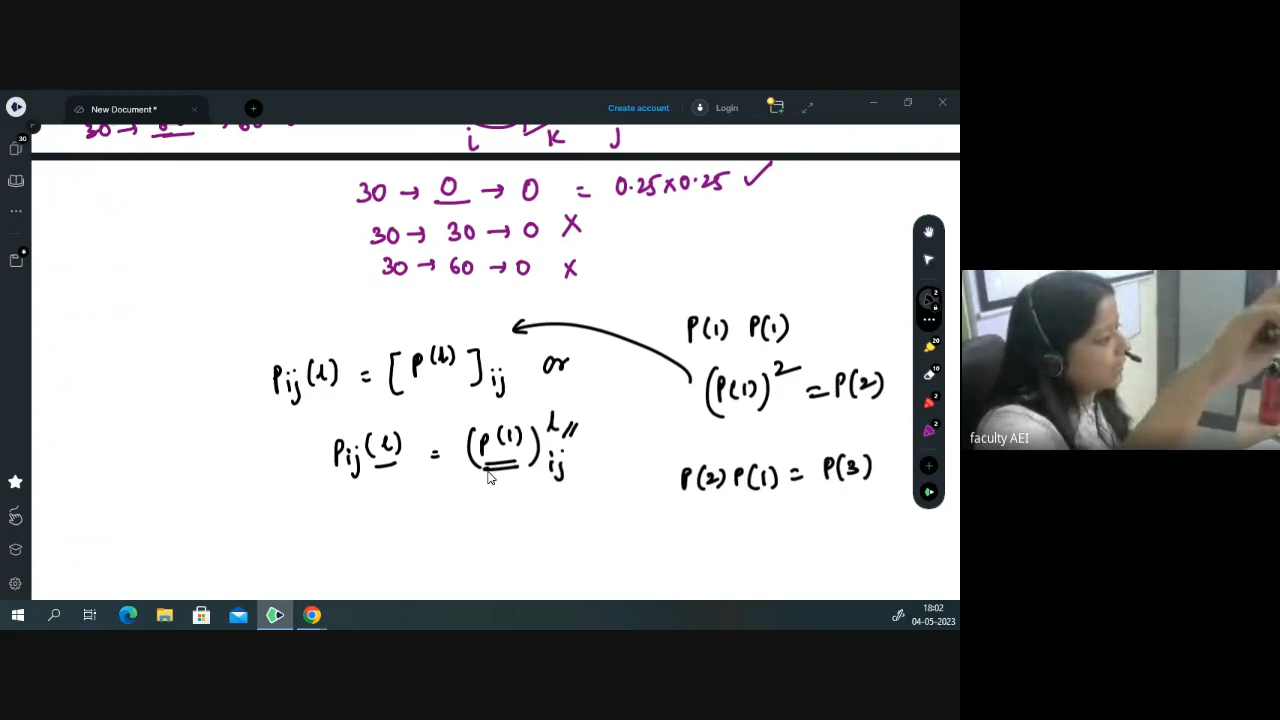 New Document*
Create account
Login
30
i k j
30 → 0 → 0 = 0.25×0.25 ✓
30 → 30 → 0 ×
30 → 60 → 0 ×
P(1) P(1)
Pij(l) = [P(l)]ij or
(P(1))² = P(2)
Pij(l) = (P(1))^l ij
P(2)P(1) = P(3)
faculty AEI
18:02
04-05-2023